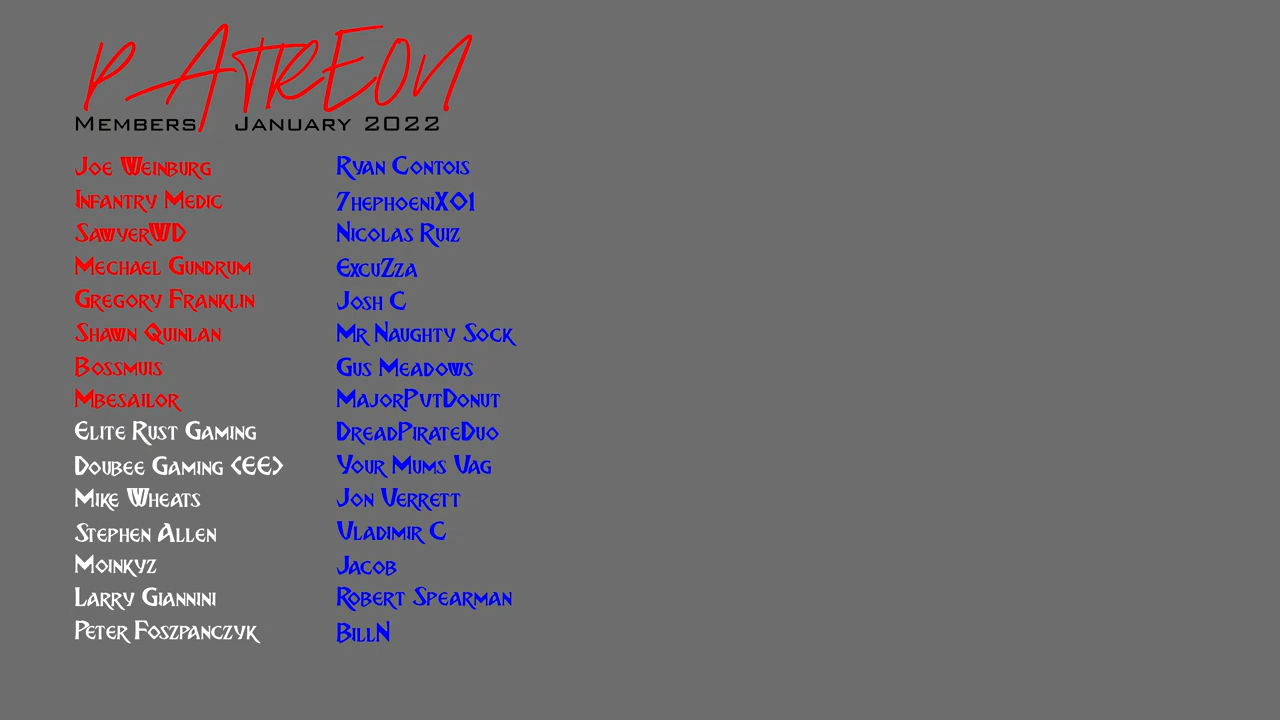 PATREON
Members January 2022
Joe Weinburg
Infantry Medic
SawyerWD
Mechael Gundrum
Gregory Franklin
Shawn Quinlan
Bossmuis
Mbesailor
Elite Rust Gaming
Doubee Gaming <EE>
Mike Wheats
Stephen Allen
Moinkyz
Larry Giannini
Peter Foszpanczyk
Ryan Contois
7hephoeniX01
Nicolas Ruiz
ExcuZza
Josh C
Mr Naughty Sock
Gus Meadows
MajorPutDonut
DreadPirateDuo
Your Mums Vag
Jon Verrett
Vladimir C
Jacob
Robert Spearman
BillN